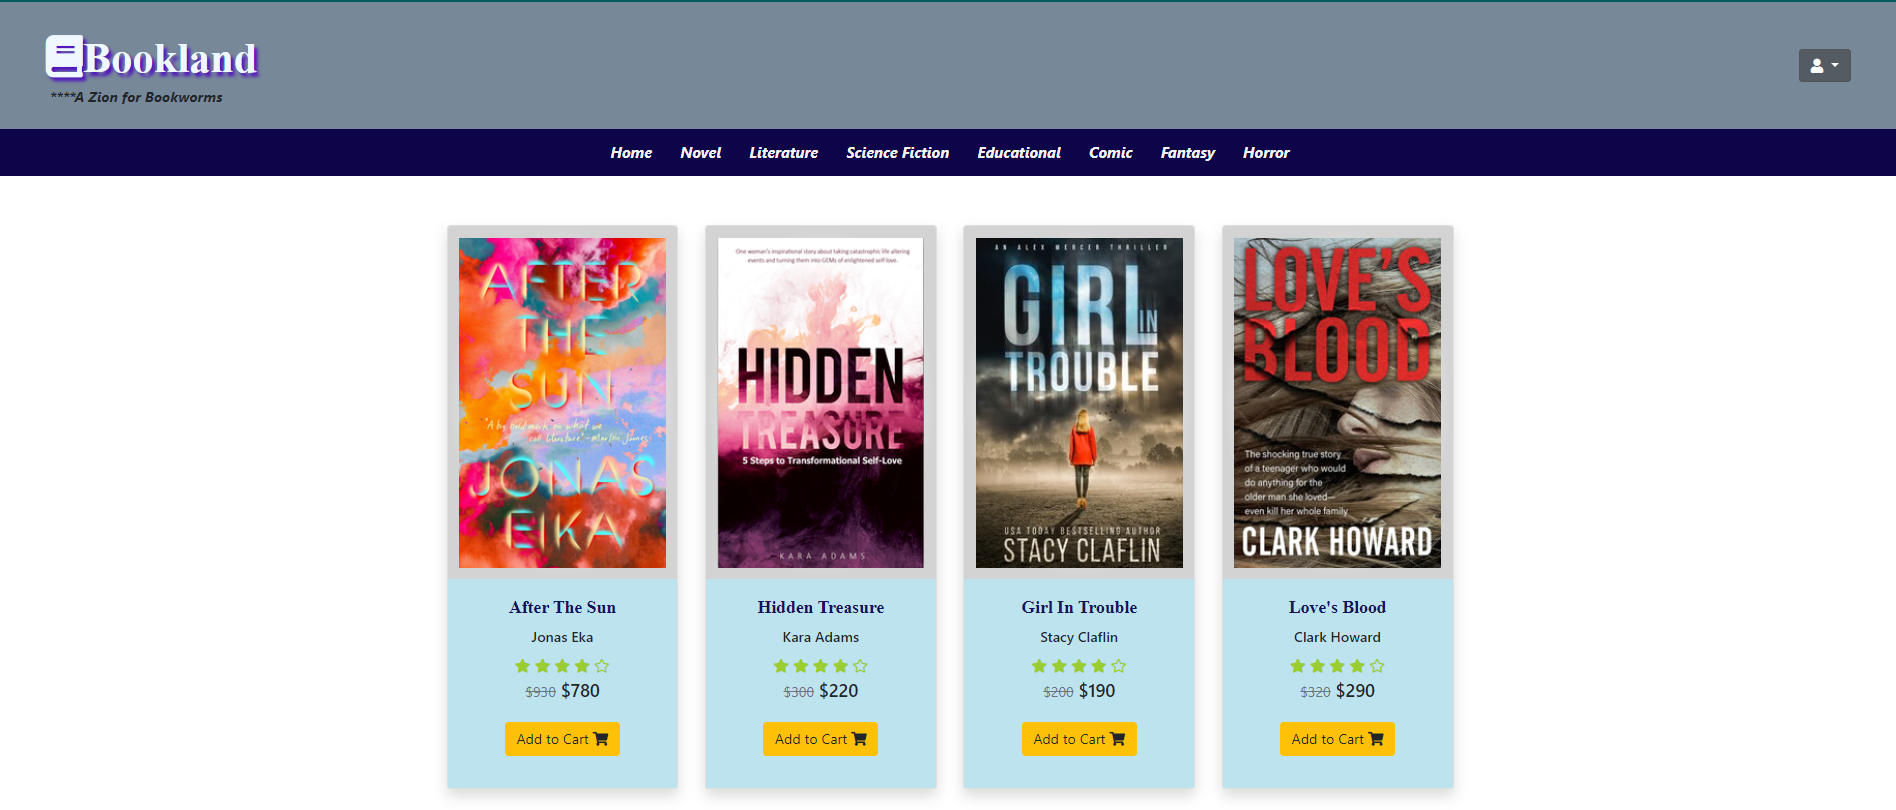 Bookland
****A Zion for Bookworms
Home Novel Literature Science Fiction Educational Comic Fantasy Horror
AFTER
THE
SUN
"A big bold mark on what we
call literature"-Marlon James
JONAS
EIKA
After The Sun
Jonas Eka
$930 $780
Add to Cart
One woman's inspirational story about taking catastrophic life altering
events and turning them into GEMs of enlightened self-love.
HIDDEN
TREASURE
5 Steps to Transformational Self-Love
KARA ADAMS
Hidden Treasure
Kara Adams
$300 $220
Add to Cart
AN ALEX MERCER THRILLER
GIRL
IN
TROUBLE
USA TODAY BESTSELLING AUTHOR
STACY CLAFLIN
Girl In Trouble
Stacy Claflin
$200 $190
Add to Cart
LOVE'S
BLOOD
The shocking true story
of a teenager who would
do anything for the
older man she loved—
even kill her whole family
CLARK HOWARD
Love's Blood
Clark Howard
$320 $290
Add to Cart